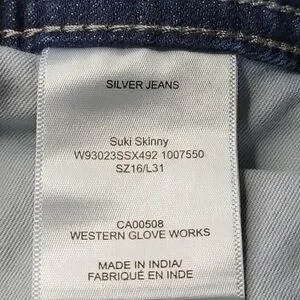 SILVER JEANS
Suki Skinny
W93023SSX492 1007550
SZ16/L31
CA00508
WESTERN GLOVE WORKS
MADE IN INDIA/
FABRIQUÉ EN INDE